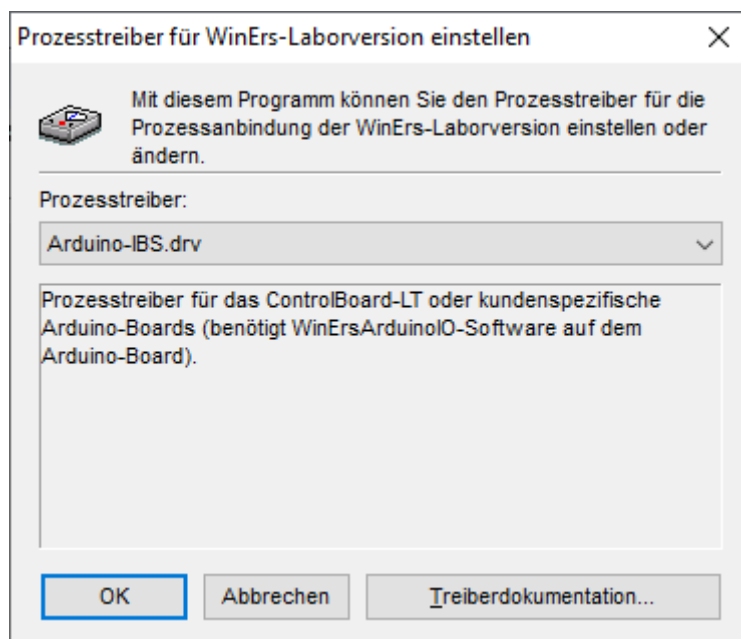 Prozesstreiber für WinErs-Laborversion einstellen
Mit diesem Programm können Sie den Prozesstreiber für die
Prozessanbindung der WinErs-Laborversion einstellen oder
ändern.
Prozesstreiber:
Arduino-IBS.drv
Prozesstreiber für das ControlBoard-LT oder kundenspezifische
Arduino-Boards (benötigt WinErsArduinoIO-Software auf dem
Arduino-Board).
OK
Abbrechen
Treiberdokumentation...